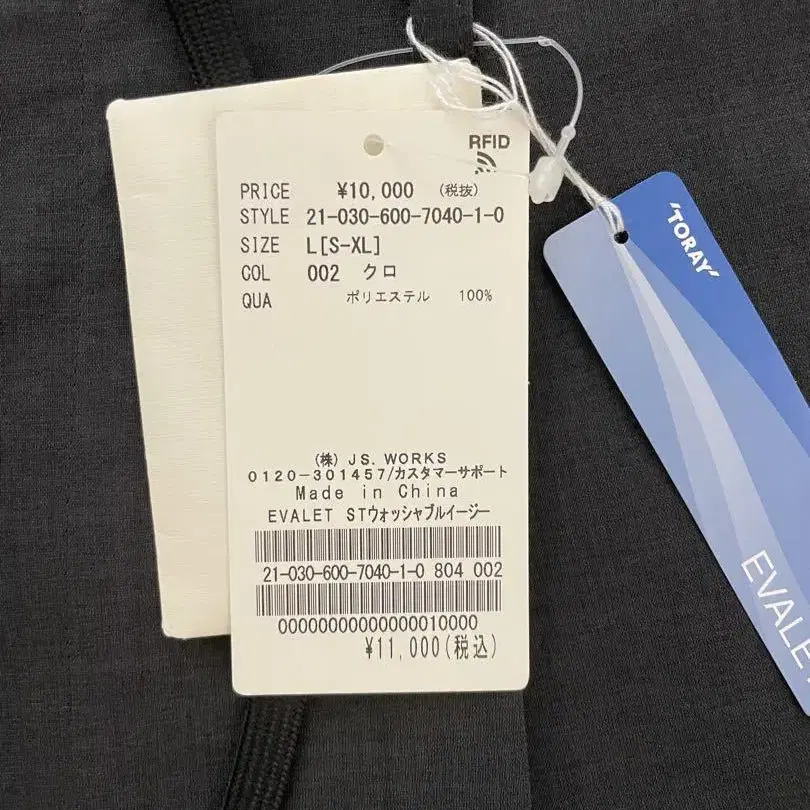 RFID
PRICE ¥10,000 (税抜)
STYLE 21-030-600-7040-1-0
SIZE L[S-XL]
COL 002 クロ
QUA ポリエステル 100%
(株) JS. WORKS
0120-301457/カスタマーサポート
Made in China
EVALET STウォッシャブルイージー
21-030-600-7040-1-0 804 002
00000000000000010000
¥11,000(税込)
'TORAY'
EVALET